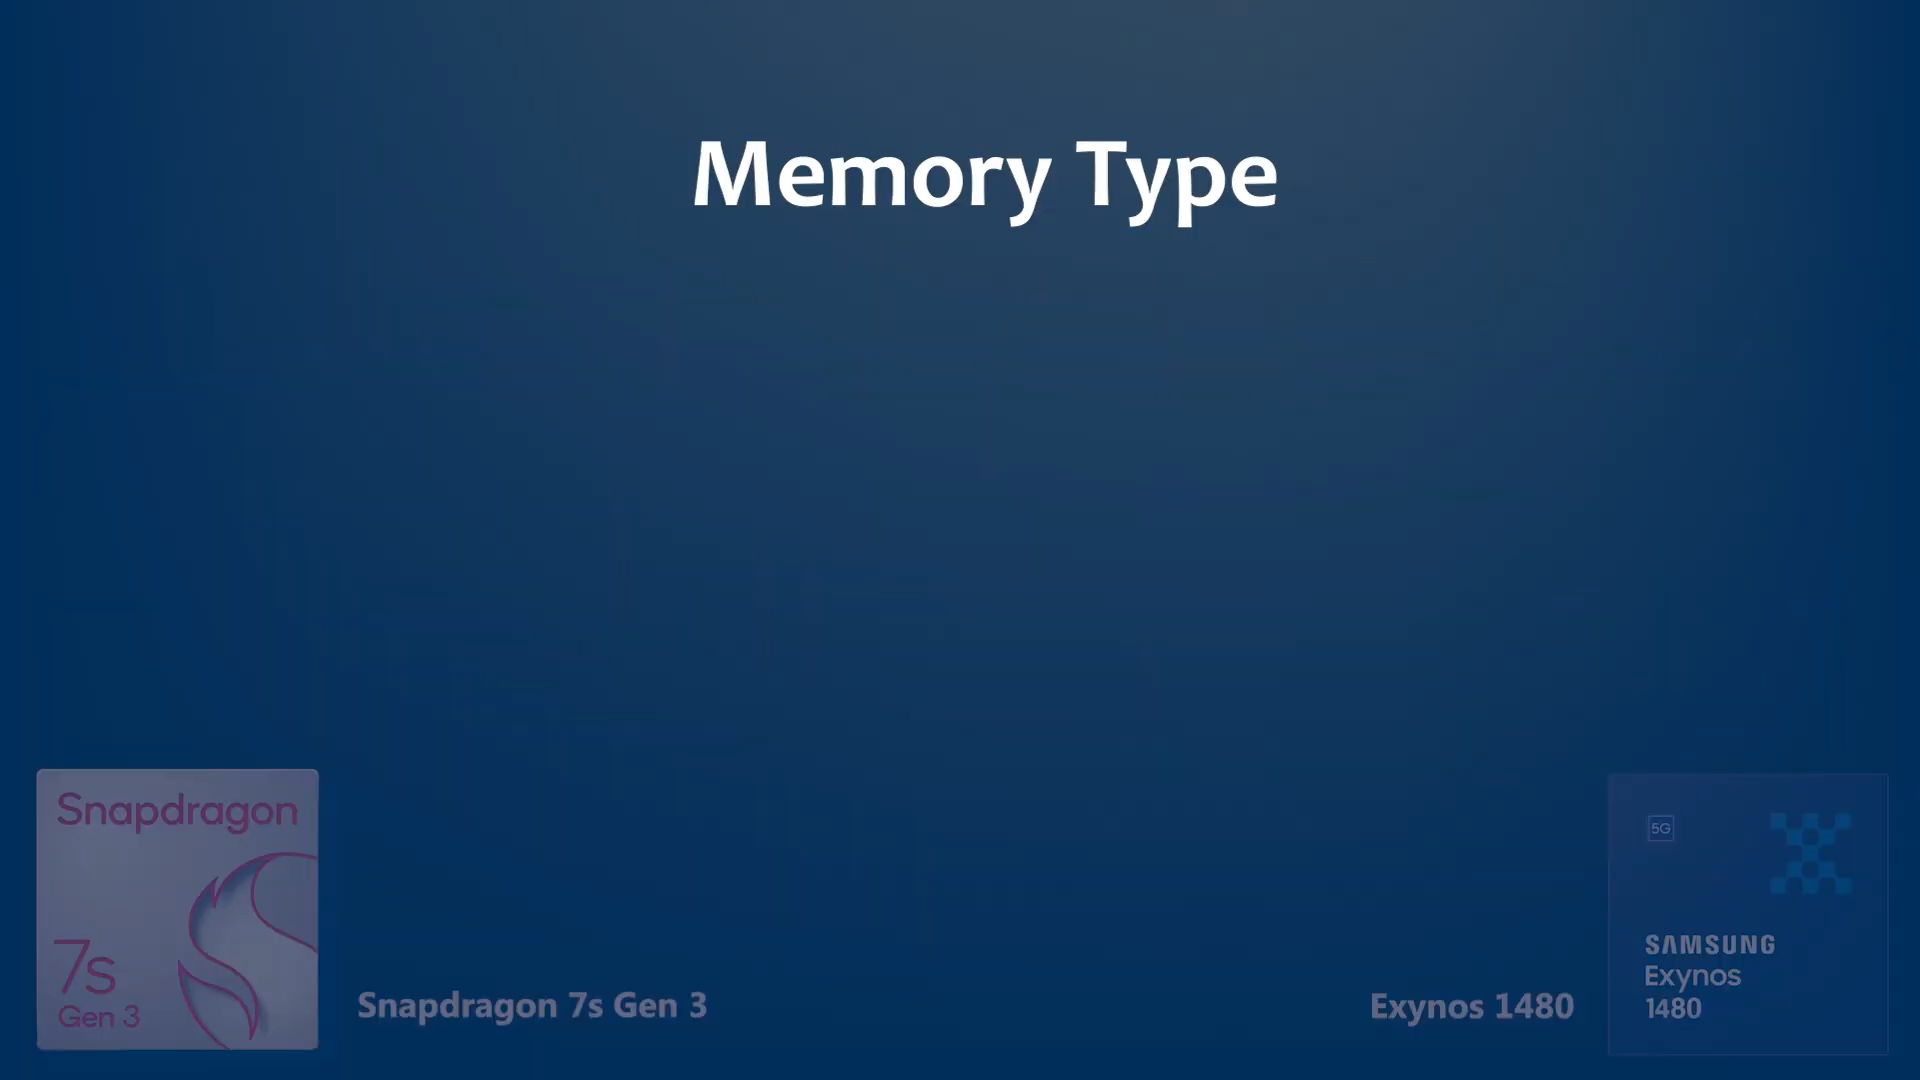 Memory Type
Snapdragon
7s
Gen 3
Snapdragon 7s Gen 3
Exynos 1480
5G
SAMSUNG
Exynos
1480